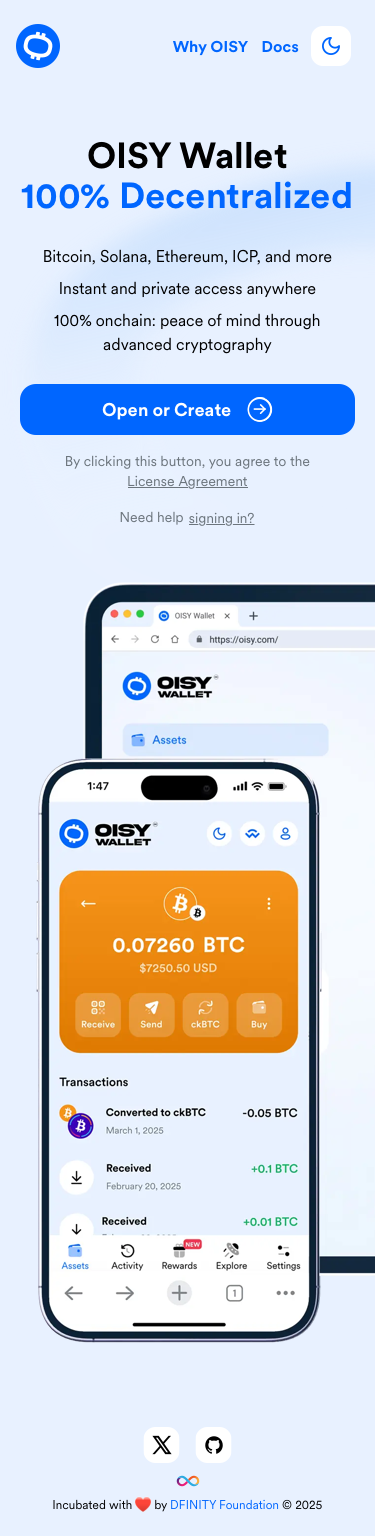 Why OISY Docs
OISY Wallet
100% Decentralized
Bitcoin, Solana, Ethereum, ICP, and more
Instant and private access anywhere
100% onchain: peace of mind through
advanced cryptography
Open or Create
By clicking this button, you agree to the
License Agreement
Need help signing in?
OISY Wallet
https://oisy.com/
OISY
WALLET
Assets
1:47
OISY
WALLET
0.07260 BTC
$7250.50 USD
Receive Send ckBTC Buy
Transactions
Converted to ckBTC -0.05 BTC
March 1, 2025
Received +0.1 BTC
February 20, 2025
Received +0.01 BTC
NEW
Assets Activity Rewards Explore Settings
1
Incubated with ❤️ by DFINITY Foundation © 2025